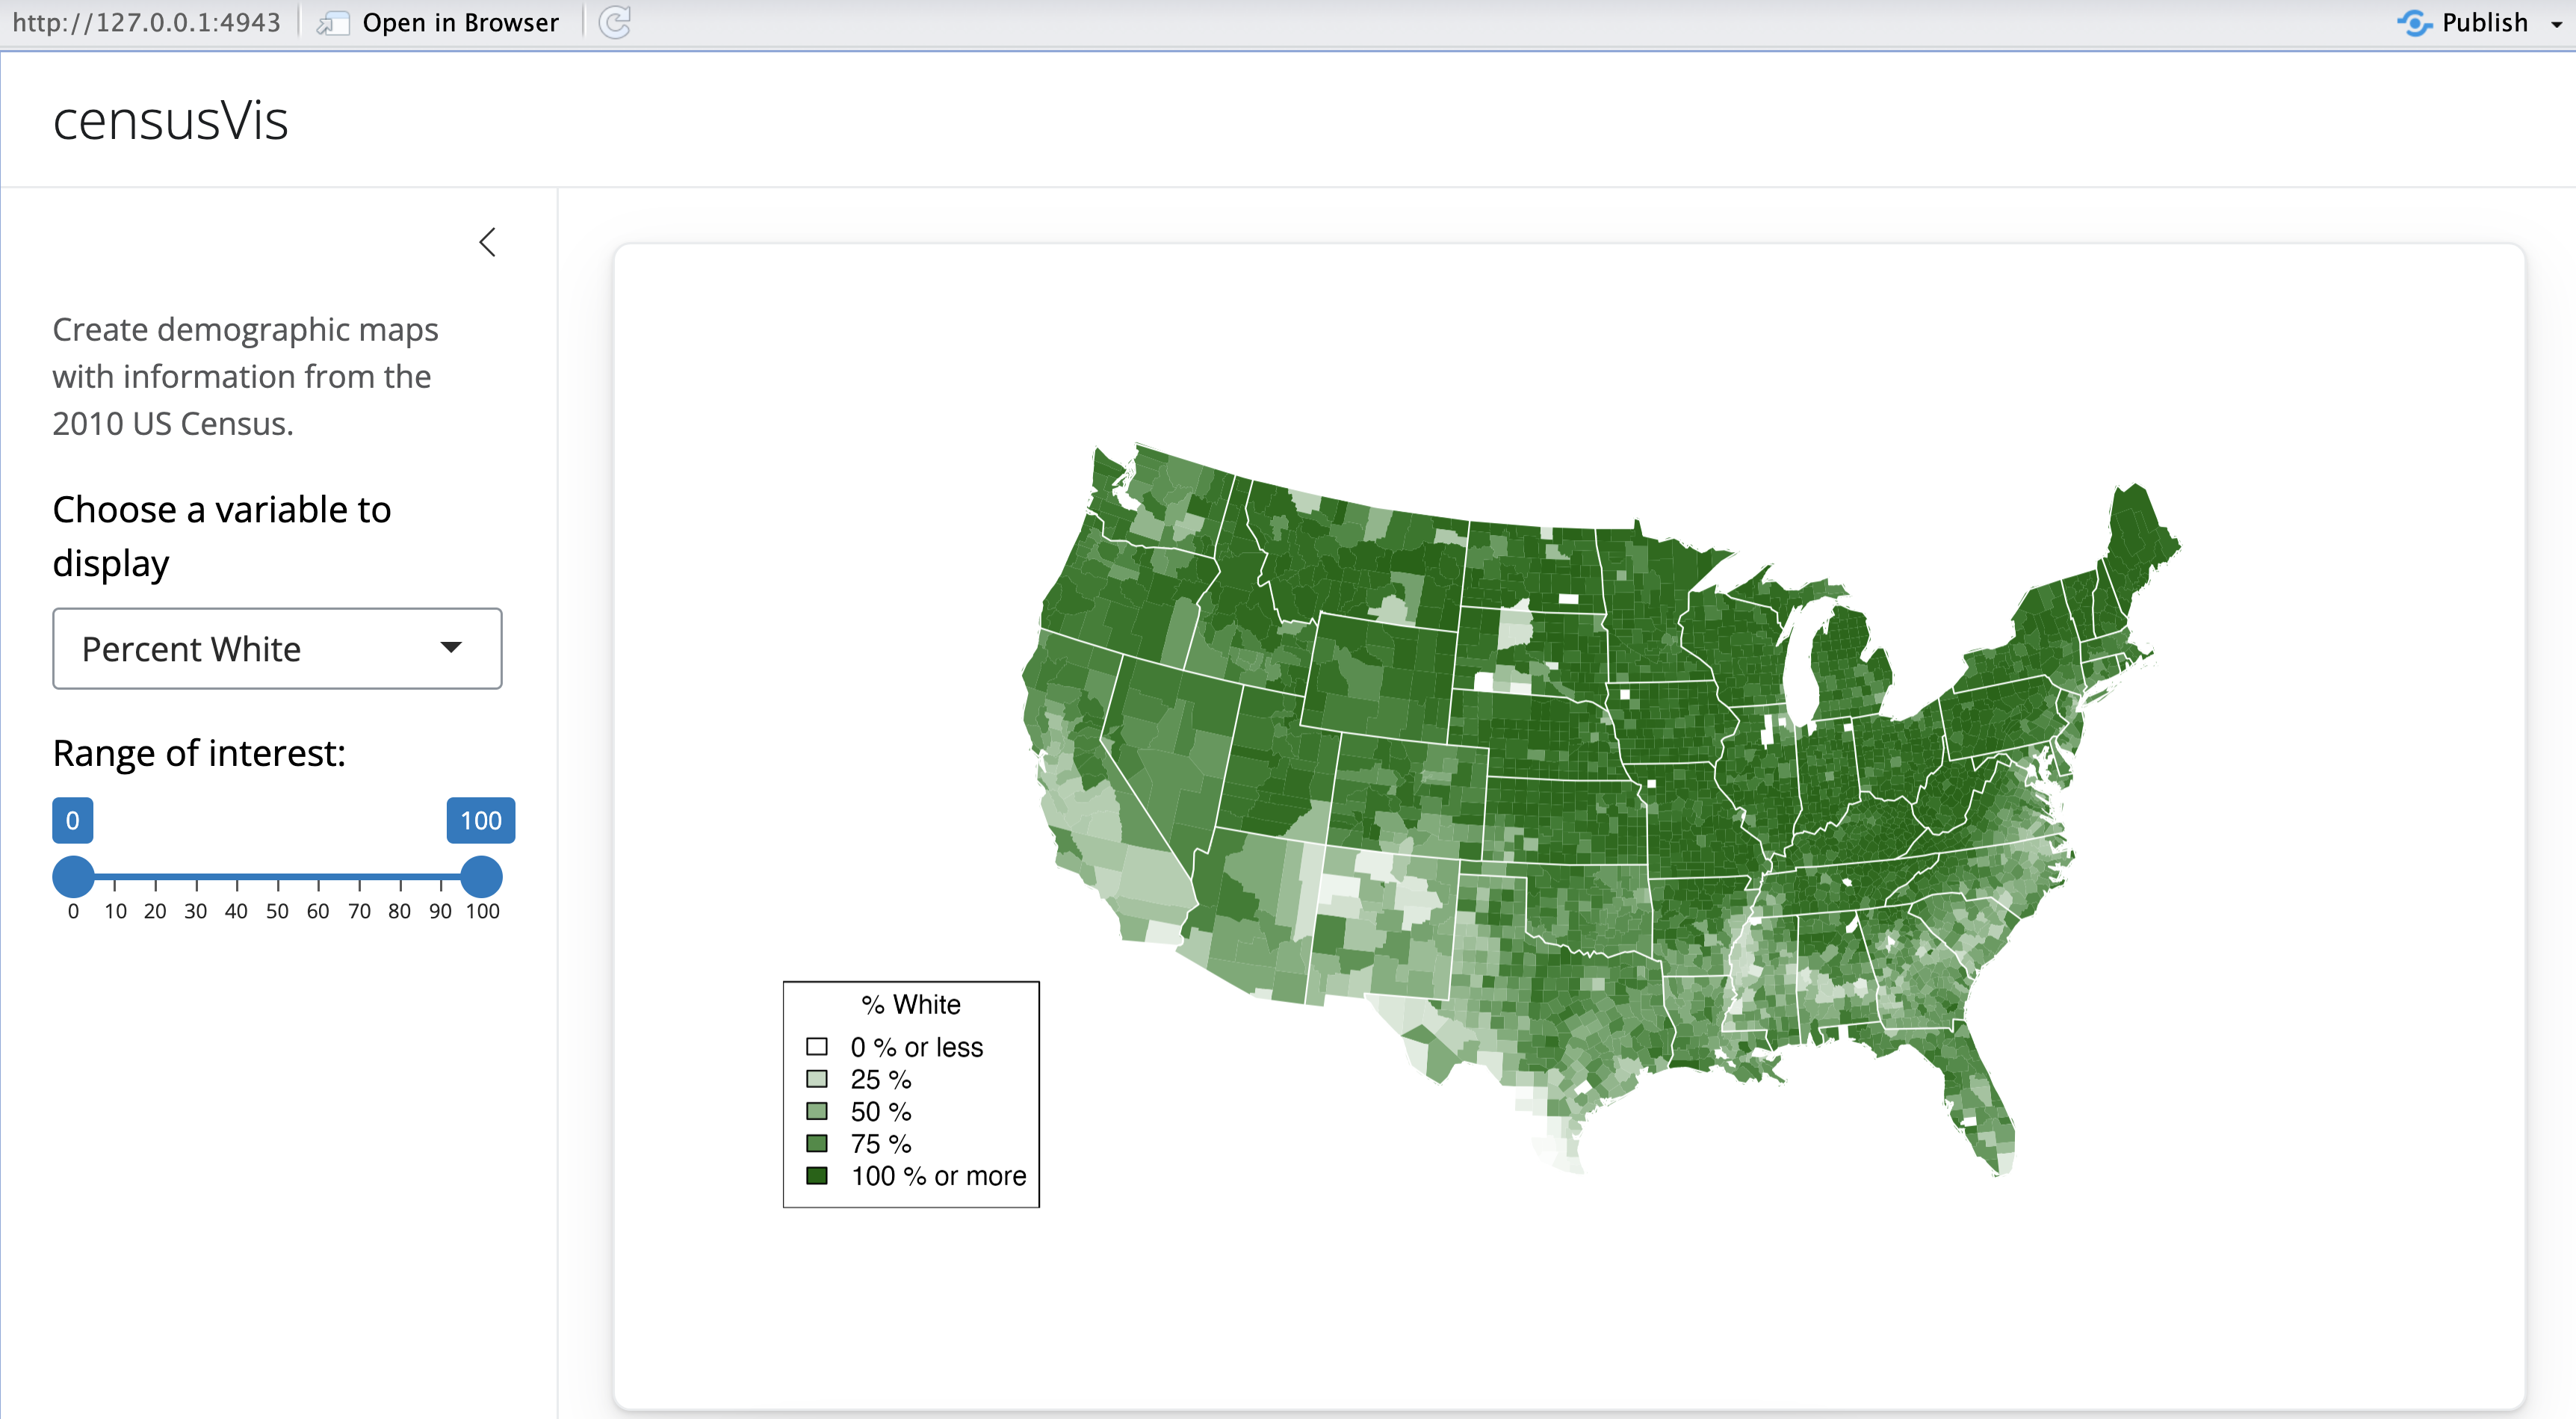 http://127.0.0.1:4943 Open in Browser Publish
censusVis
Create demographic maps
with information from the
2010 US Census.
Choose a variable to
display
Percent White
Range of interest:
0 100
0 10 20 30 40 50 60 70 80 90 100
% White
0 % or less
25 %
50 %
75 %
100 % or more